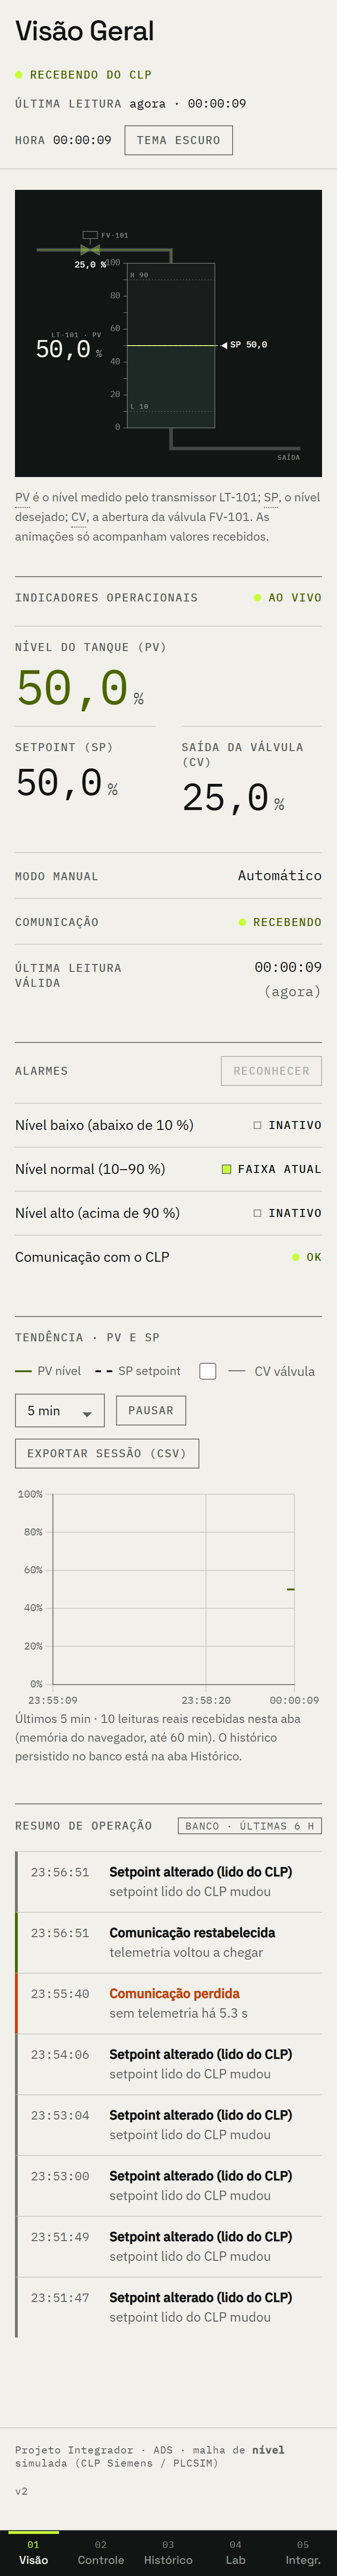 Visão Geral
RECEBENDO DO CLP
ÚLTIMA LEITURA agora · 00:00:09
HORA 00:00:09 TEMA ESCURO
FV-101
25,0 %
100
H 90
80
60
LT-101 · PV
50,0 %
SP 50,0
40
20
L 10
0
SAÍDA
PV é o nível medido pelo transmissor LT-101; SP, o nível
desejado; CV, a abertura da válvula FV-101. As
animações só acompanham valores recebidos.
INDICADORES OPERACIONAIS AO VIVO
NÍVEL DO TANQUE (PV)
50,0 %
SETPOINT (SP)
50,0 %
SAÍDA DA VÁLVULA
(CV)
25,0 %
MODO MANUAL Automático
COMUNICAÇÃO RECEBENDO
ÚLTIMA LEITURA
VÁLIDA
00:00:09
(agora)
ALARMES RECONHECER
Nível baixo (abaixo de 10 %) INATIVO
Nível normal (10–90 %) FAIXA ATUAL
Nível alto (acima de 90 %) INATIVO
Comunicação com o CLP OK
TENDÊNCIA · PV E SP
PV nível SP setpoint CV válvula
5 min PAUSAR
EXPORTAR SESSÃO (CSV)
100%
80%
60%
40%
20%
0%
23:55:09 23:58:20 00:00:09
Últimos 5 min · 10 leituras reais recebidas nesta aba
(memória do navegador, até 60 min). O histórico
persistido no banco está na aba Histórico.
RESUMO DE OPERAÇÃO BANCO · ÚLTIMAS 6 H
23:56:51 Setpoint alterado (lido do CLP)
setpoint lido do CLP mudou
23:56:51 Comunicação restabelecida
telemetria voltou a chegar
23:55:40 Comunicação perdida
sem telemetria há 5.3 s
23:54:06 Setpoint alterado (lido do CLP)
setpoint lido do CLP mudou
23:53:04 Setpoint alterado (lido do CLP)
setpoint lido do CLP mudou
23:53:00 Setpoint alterado (lido do CLP)
setpoint lido do CLP mudou
23:51:49 Setpoint alterado (lido do CLP)
setpoint lido do CLP mudou
23:51:47 Setpoint alterado (lido do CLP)
setpoint lido do CLP mudou
Projeto Integrador · ADS · malha de nível
simulada (CLP Siemens / PLCSIM)
v2
01 02 03 04 05
Visão Controle Histórico Lab Integr.